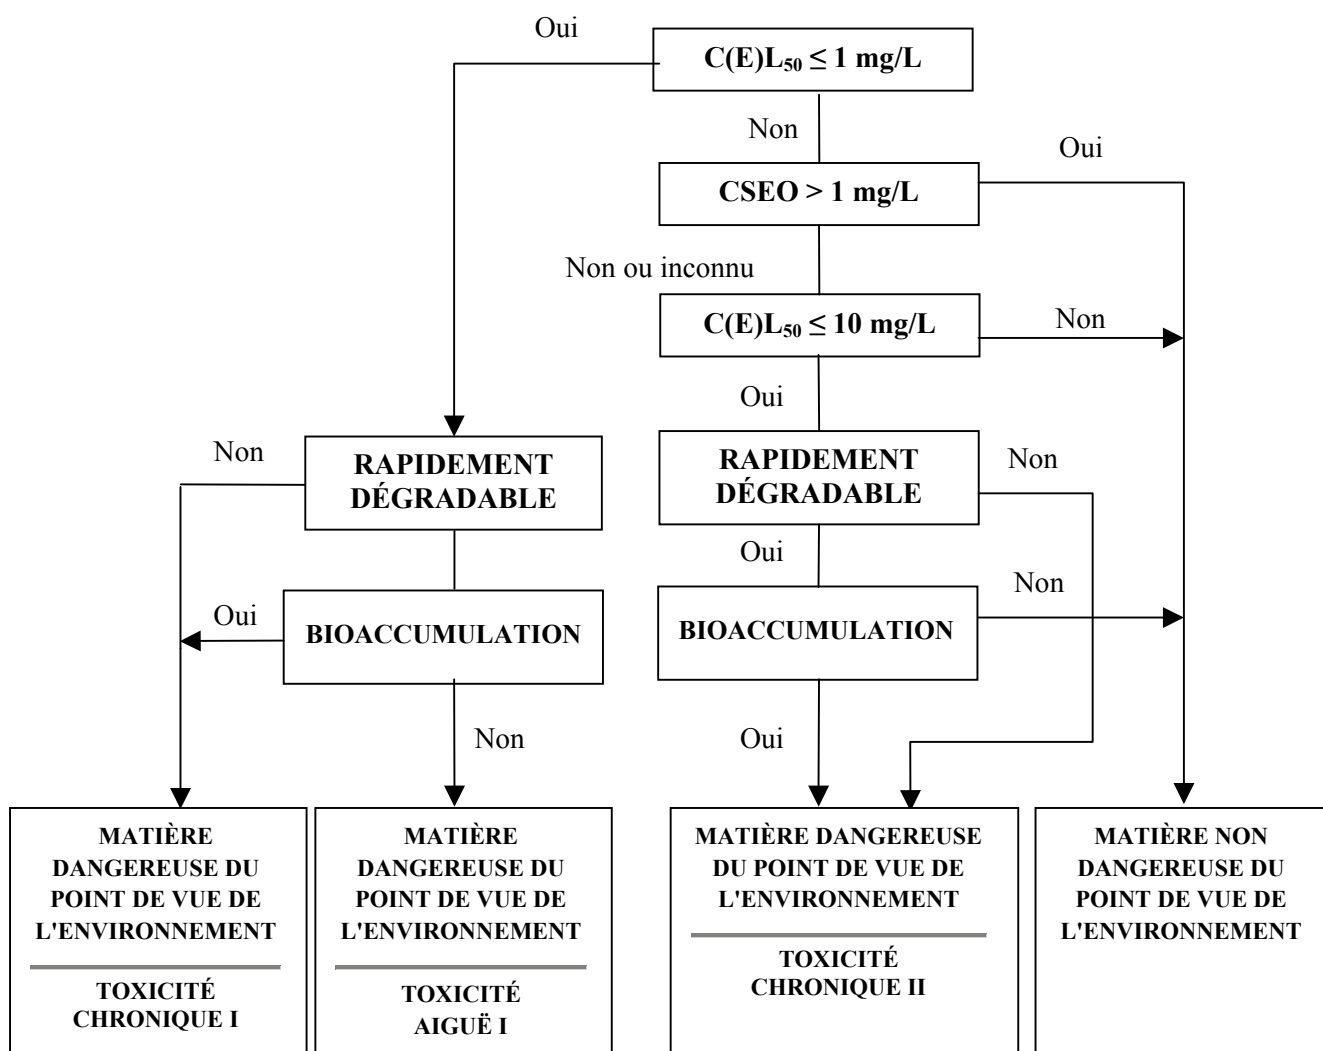 Oui
C(E)L50 ≤ 1 mg/L
Non
Oui
CSEO > 1 mg/L
Non ou inconnu
C(E)L50 ≤ 10 mg/L
Non
Oui
Non
RAPIDEMENT
DÉGRADABLE
RAPIDEMENT
DÉGRADABLE
Non
Oui
Non
Oui
BIOACCUMULATION
BIOACCUMULATION
Non
Oui
MATIÈRE
DANGEREUSE DU
POINT DE VUE DE
L'ENVIRONNEMENT
TOXICITÉ
CHRONIQUE I
MATIÈRE
DANGEREUSE DU
POINT DE VUE DE
L'ENVIRONNEMENT
TOXICITÉ
AIGUË I
MATIÈRE DANGEREUSE
DU POINT DE VUE DE
L'ENVIRONNEMENT
TOXICITÉ
CHRONIQUE II
MATIÈRE NON
DANGEREUSE DU
POINT DE VUE DE
L'ENVIRONNEMENT